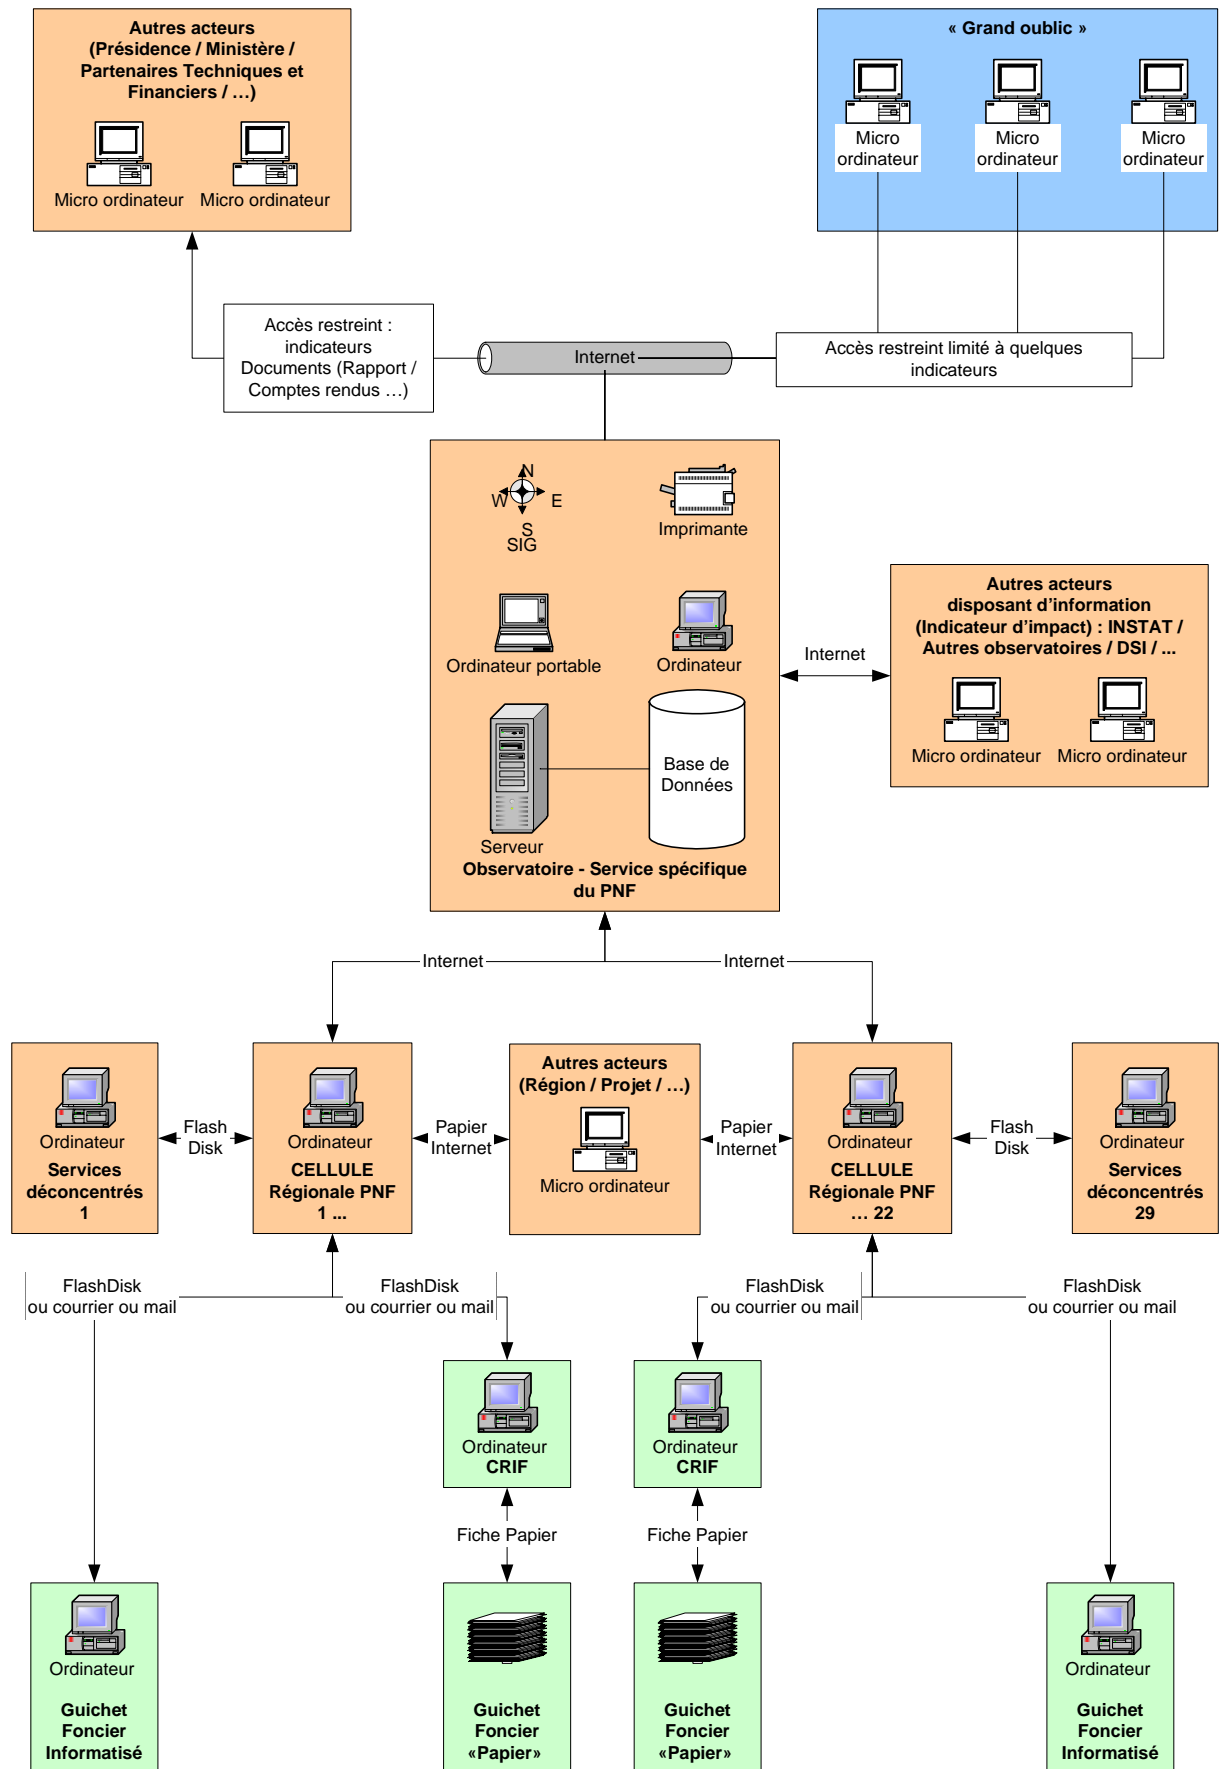 Autres acteurs
(Présidence / Ministère /
Partenaires Techniques et
Financiers / …)
Micro ordinateur
Micro ordinateur
« Grand oublic »
Micro
ordinateur
Micro
ordinateur
Micro
ordinateur
Accès restreint :
indicateurs
Documents (Rapport /
Comptes rendus …)
Internet
Accès restreint limité à quelques
indicateurs
N
W
E
S
SIG
Imprimante
Ordinateur portable
Ordinateur
Serveur
Base de
Données
Observatoire - Service spécifique
du PNF
Internet
Autres acteurs
disposant d’information
(Indicateur d’impact) : INSTAT /
Autres observatoires / DSI / ...
Micro ordinateur
Micro ordinateur
Internet
Internet
Ordinateur
Services
déconcentrés
1
Flash
Disk
Ordinateur
CELLULE
Régionale PNF
1 ...
Papier
Internet
Autres acteurs
(Région / Projet / …)
Micro ordinateur
Papier
Internet
Ordinateur
CELLULE
Régionale PNF
… 22
Flash
Disk
Ordinateur
Services
déconcentrés
29
FlashDisk
ou courrier ou mail
FlashDisk
ou courrier ou mail
FlashDisk
ou courrier ou mail
FlashDisk
ou courrier ou mail
Ordinateur
CRIF
Ordinateur
CRIF
Fiche Papier
Fiche Papier
Ordinateur
Guichet
Foncier
Informatisé
Guichet
Foncier
«Papier»
Guichet
Foncier
«Papier»
Ordinateur
Guichet
Foncier
Informatisé